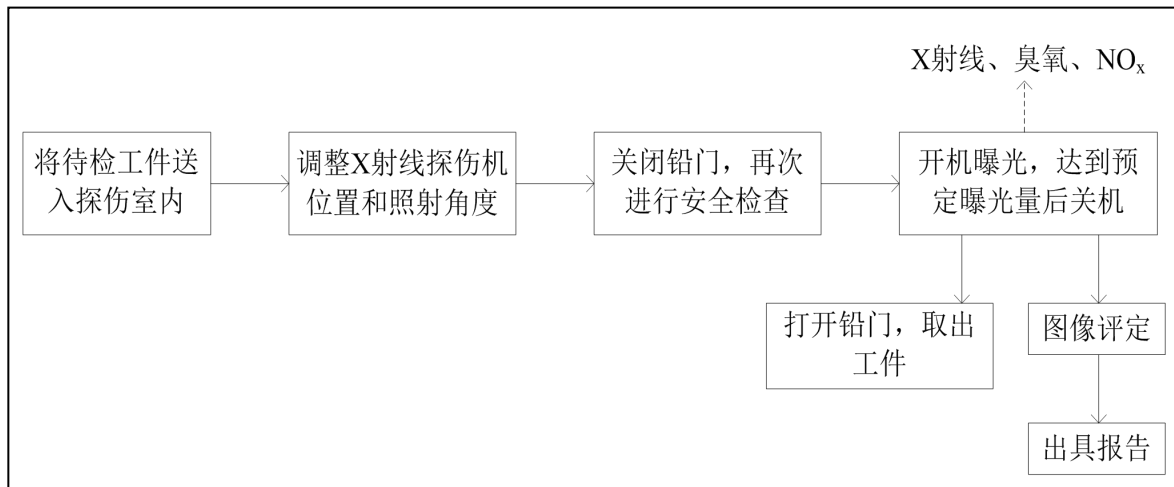 X射线、臭氧、NOx
将待检工件送
入探伤室内
调整X射线探伤机
位置和照射角度
关闭铅门，再次
进行安全检查
开机曝光，达到预
定曝光量后关机
打开铅门，取出
工件
图像评定
出具报告